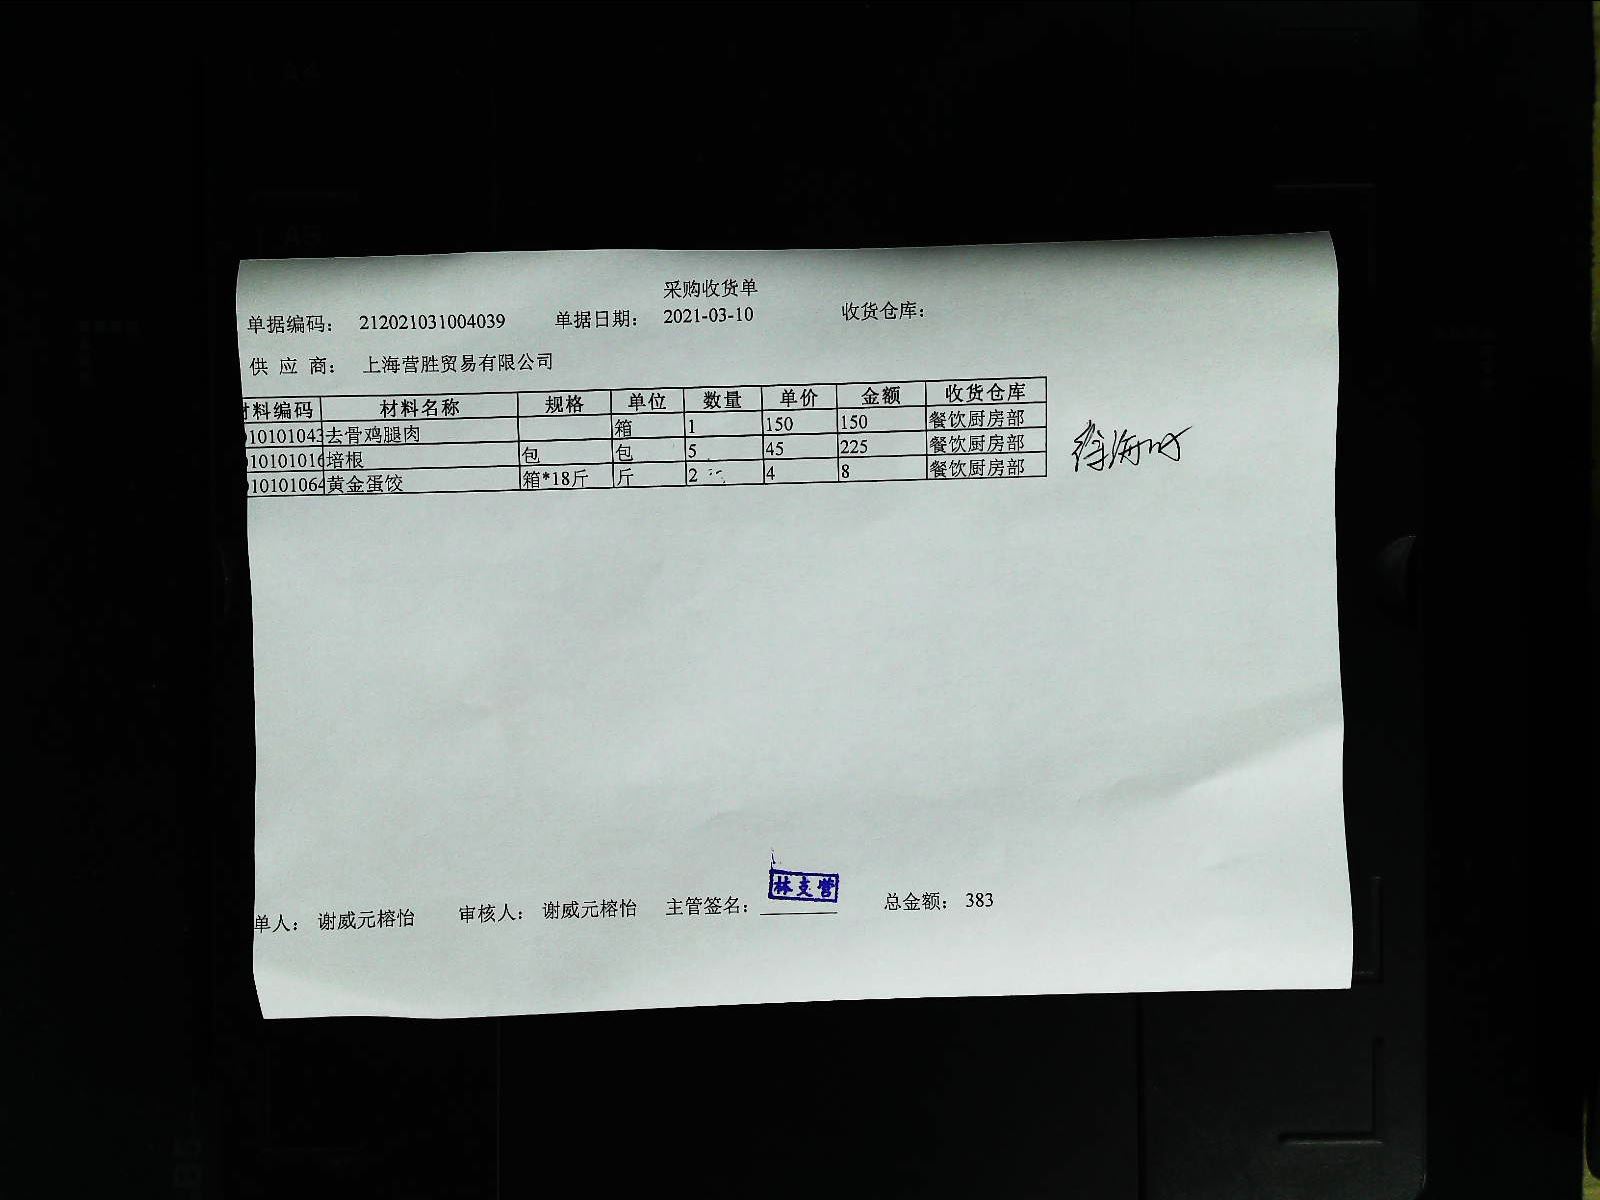 采购收货单
单据编码： 212021031004039 单据日期： 2021-03-10 收货仓库：
供 应 商： 上海营胜贸易有限公司
材料编码 材料名称 规格 单位 数量 单价 金额 收货仓库
010101043 去骨鸡腿肉 箱 1 150 150 餐饮厨房部
010101016 培根 包 包 5 45 225 餐饮厨房部
010101064 黄金蛋饺 箱*18斤 斤 2 4 8 餐饮厨房部
单人： 谢威元榕怡 审核人： 谢威元榕怡 主管签名： 林支营 总金额： 383